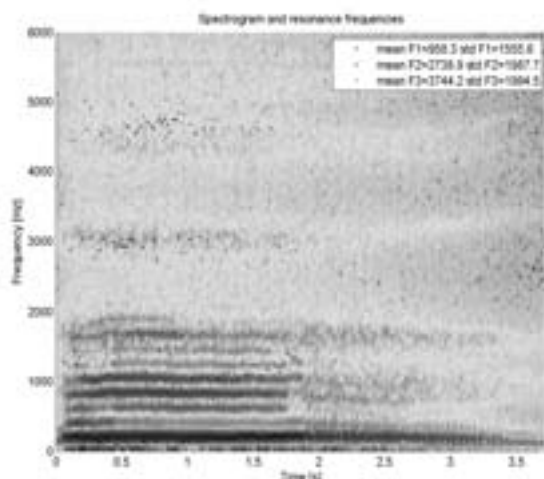 Spectrogram and resonance frequencies
mean F1=958.3 std F1=1555.6
mean F2=2738.9 std F2=1987.7
mean F3=3744.2 std F3=1984.5
6000
5000
4000
3000
2000
1000
0
Frequency [Hz]
0 0.5 1 1.5 2 2.5 3 3.5
Time [s]